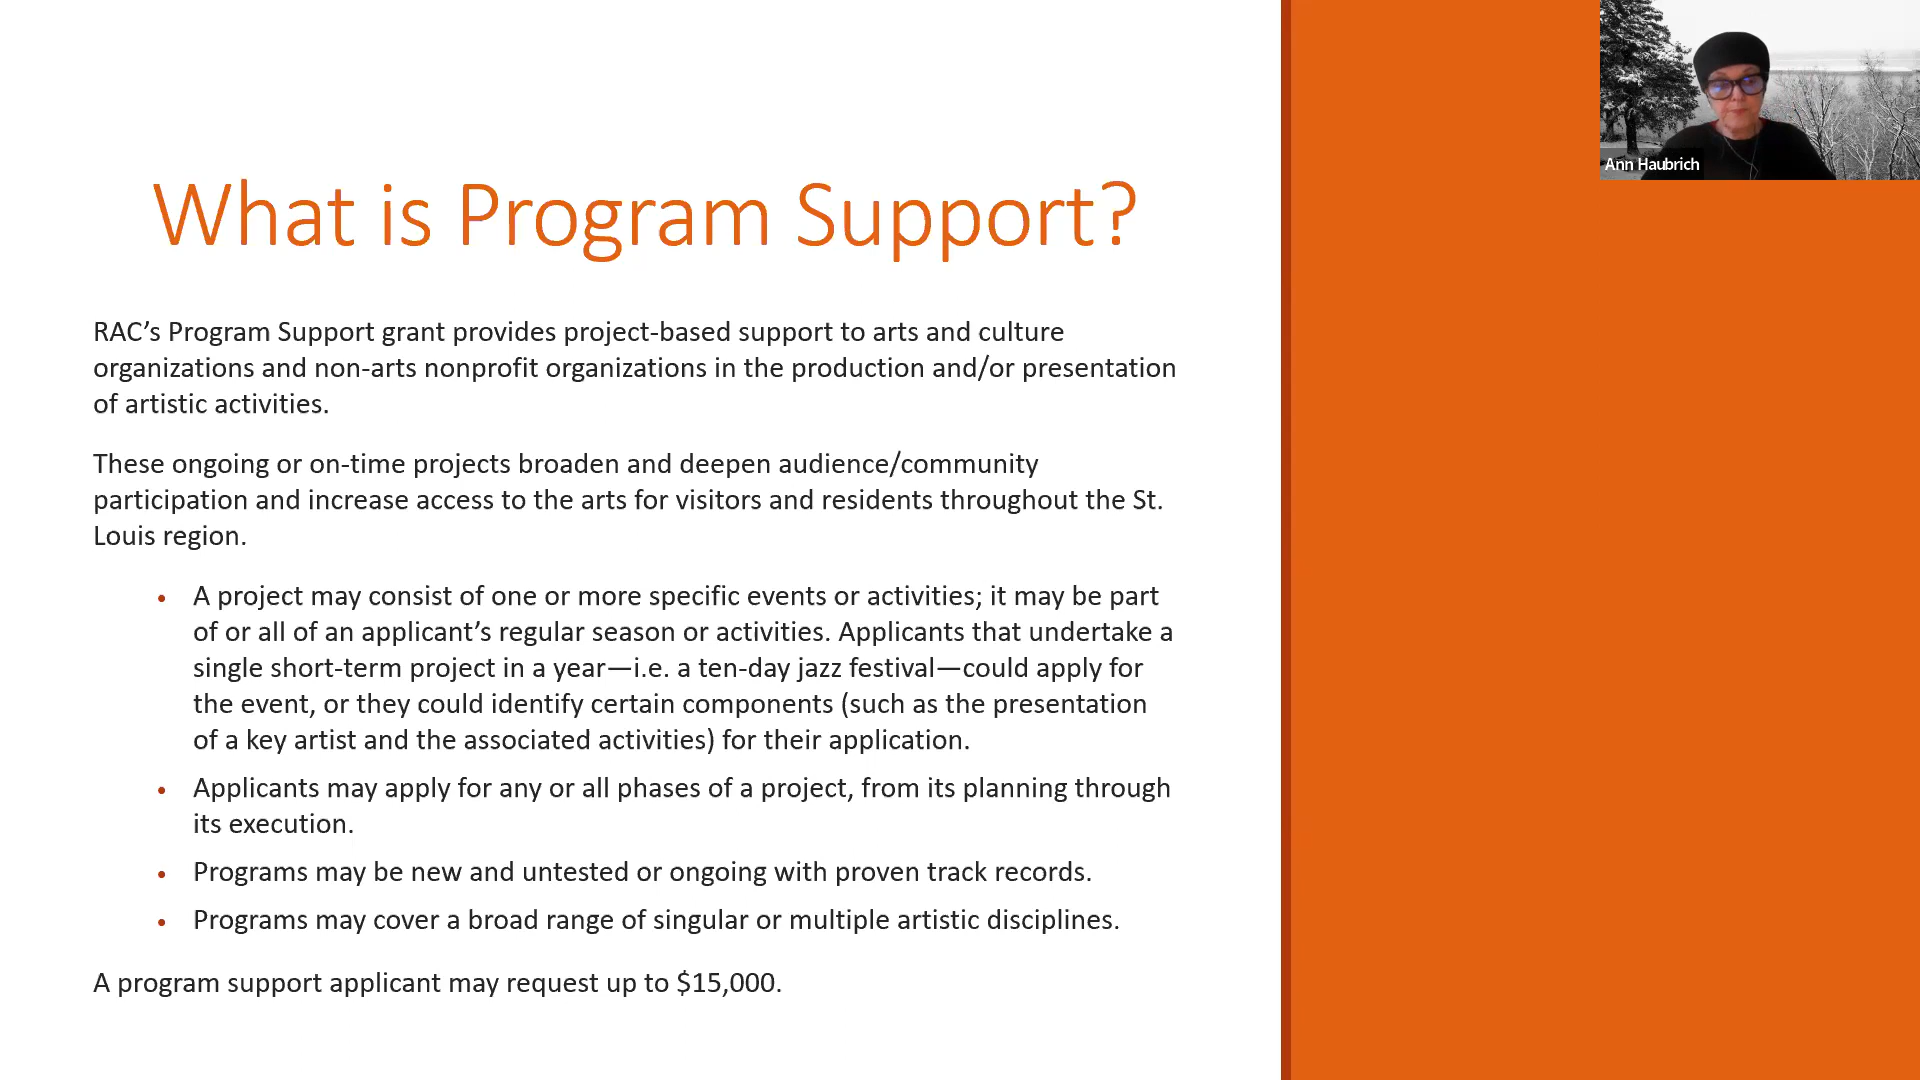 Ann Haubrich
What is Program Support?
RAC’s Program Support grant provides project-based support to arts and culture
organizations and non-arts nonprofit organizations in the production and/or presentation
of artistic activities.
These ongoing or on-time projects broaden and deepen audience/community
participation and increase access to the arts for visitors and residents throughout the St.
Louis region.
• A project may consist of one or more specific events or activities; it may be part
of or all of an applicant’s regular season or activities. Applicants that undertake a
single short-term project in a year—i.e. a ten-day jazz festival—could apply for
the event, or they could identify certain components (such as the presentation
of a key artist and the associated activities) for their application.
• Applicants may apply for any or all phases of a project, from its planning through
its execution.
• Programs may be new and untested or ongoing with proven track records.
• Programs may cover a broad range of singular or multiple artistic disciplines.
A program support applicant may request up to $15,000.